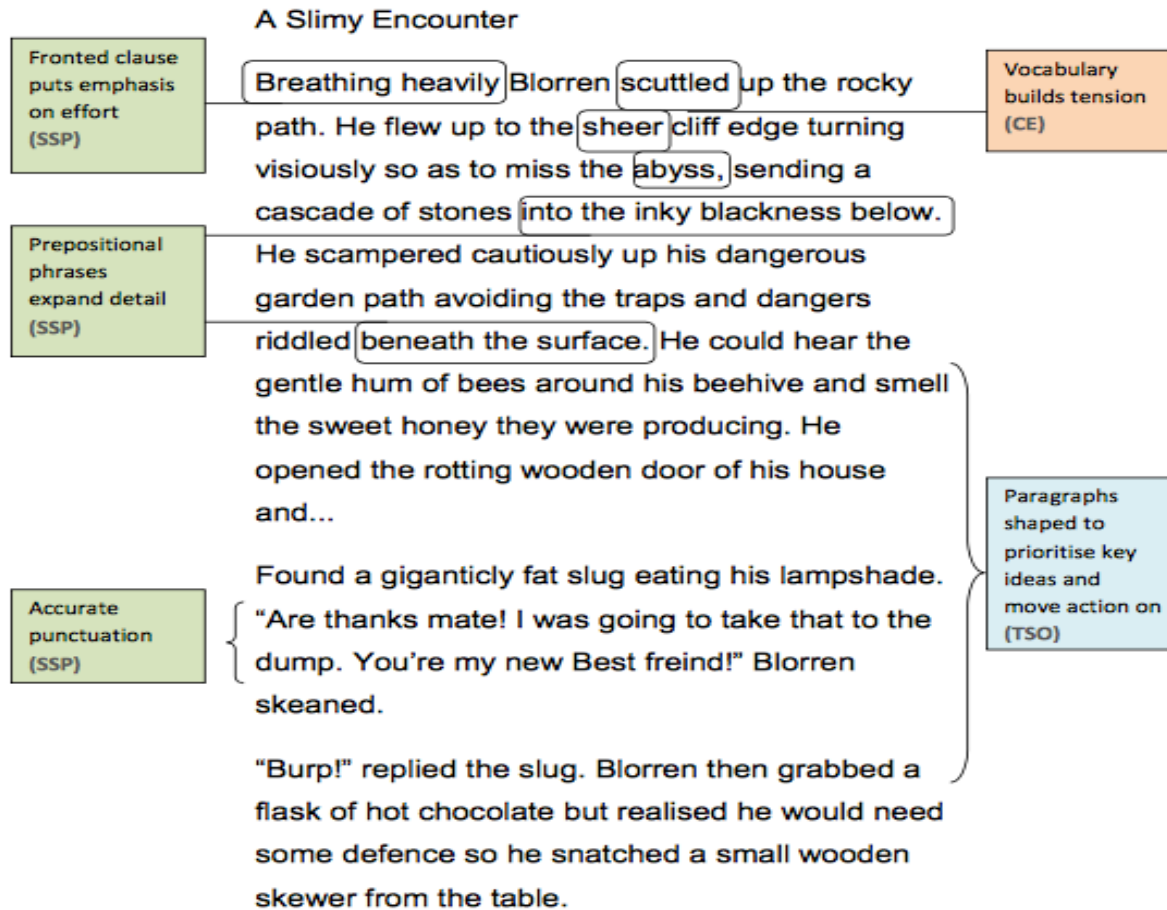 A Slimy Encounter
Fronted clause
puts emphasis
on effort
(SSP)
Breathing heavily Blorren scuttled up the rocky
path. He flew up to the sheer cliff edge turning
visiously so as to miss the abyss, sending a
cascade of stones into the inky blackness below.
Vocabulary
builds tension
(CE)
Prepositional
phrases
expand detail
(SSP)
He scampered cautiously up his dangerous
garden path avoiding the traps and dangers
riddled beneath the surface. He could hear the
gentle hum of bees around his beehive and smell
the sweet honey they were producing. He
opened the rotting wooden door of his house
and...
Paragraphs
shaped to
prioritise key
ideas and
move action on
(TSO)
Found a giganticly fat slug eating his lampshade.
“Are thanks mate! I was going to take that to the
dump. You’re my new Best freind!” Blorren
skeaned.
Accurate
punctuation
(SSP)
“Burp!” replied the slug. Blorren then grabbed a
flask of hot chocolate but realised he would need
some defence so he snatched a small wooden
skewer from the table.